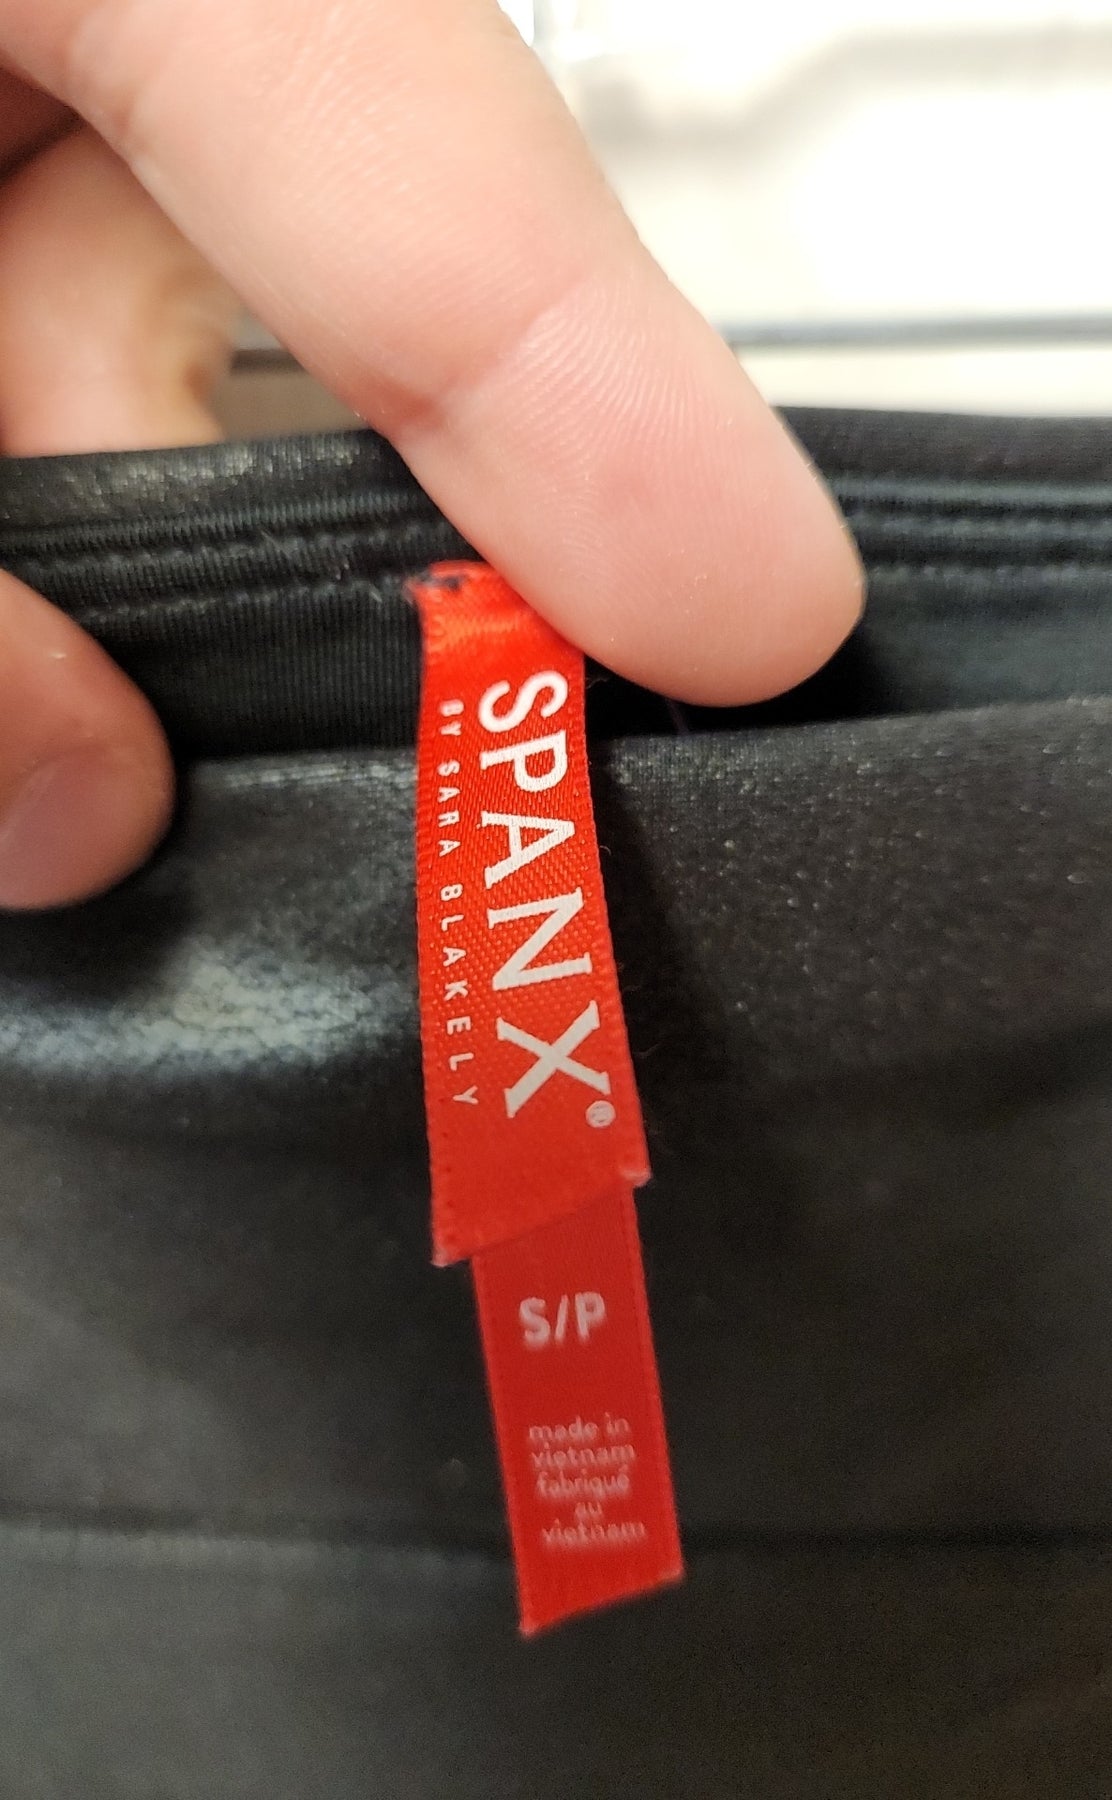 SPANX®
BY SARA BLAKELY
S/P
made in
vietnam
fabriqué
au
vietnam